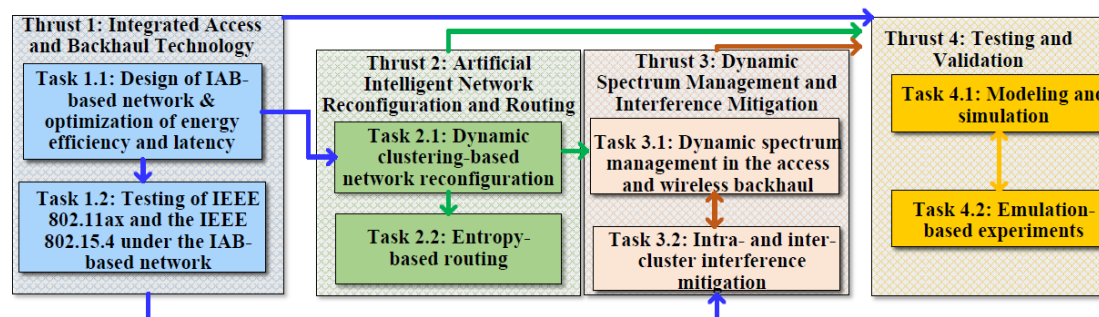 Thrust 1: Integrated Access
and Backhaul Technology
Task 1.1: Design of IAB-
based network &
optimization of energy
efficiency and latency
Task 1.2: Testing of IEEE
802.11ax and the IEEE
802.15.4 under the IAB-
based network
Thrust 2: Artificial
Intelligent Network
Reconfiguration and Routing
Task 2.1: Dynamic
clustering-based
network reconfiguration
Task 2.2: Entropy-
based routing
Thrust 3: Dynamic
Spectrum Management and
Interference Mitigation
Task 3.1: Dynamic spectrum
management in the access
and wireless backhaul
Task 3.2: Intra- and inter-
cluster interference
mitigation
Thrust 4: Testing and
Validation
Task 4.1: Modeling and
simulation
Task 4.2: Emulation-
based experiments